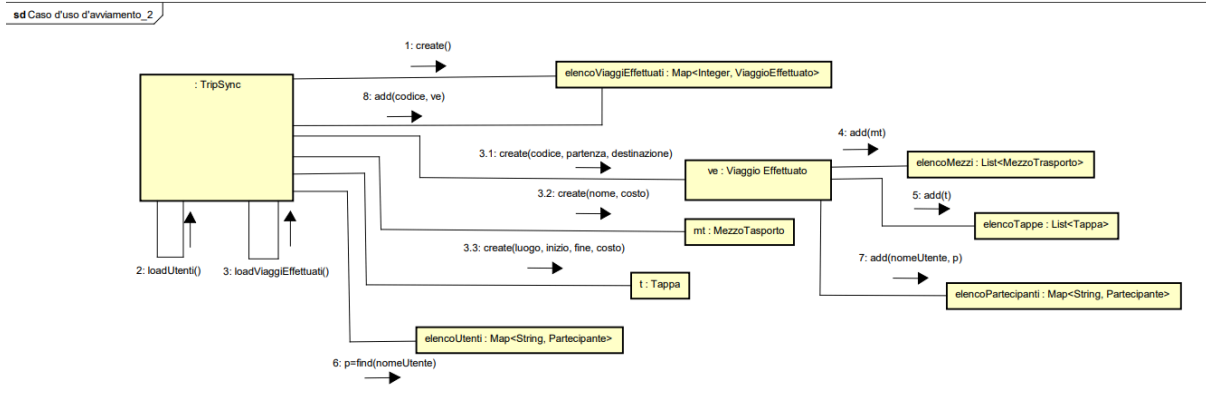 sd Caso d'uso d'avviamento_2
1: create()
elencoViaggiEffettuati : Map<Integer, ViaggioEffettuato>
: TripSync
8: add(codice, ve)
4: add(mt)
3.1: create(codice, partenza, destinazione)
elencoMezzi : List<MezzoTrasporto>
ve : Viaggio Effettuato
3.2: create(nome, costo)
5: add(t)
elencoTappe : List<Tappa>
mt : MezzoTasporto
3.3: create(luogo, inizio, fine, costo)
7: add(nomeUtente, p)
2: loadUtenti()
3: loadViaggiEffettuati()
t : Tappa
elencoPartecipanti : Map<String, Partecipante>
elencoUtenti : Map<String, Partecipante>
6: p=find(nomeUtente)